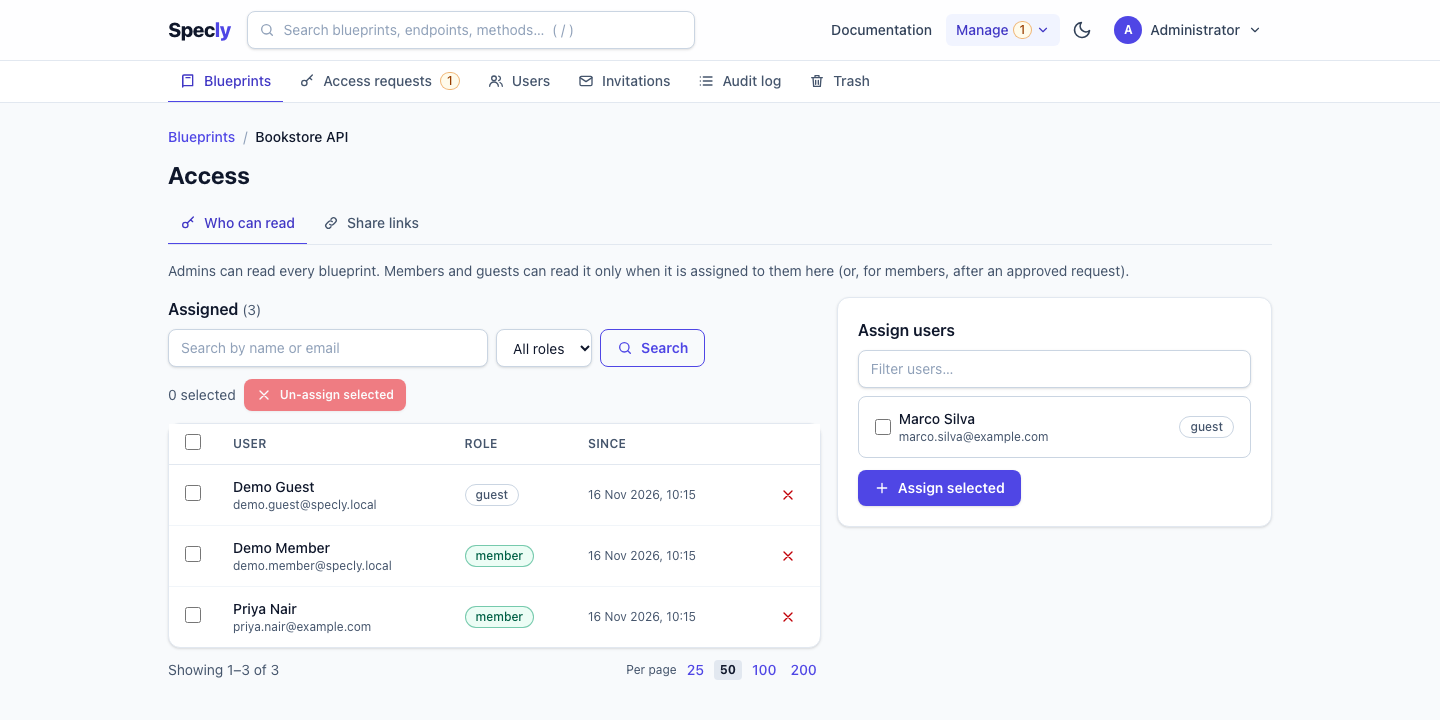 Specly
Search blueprints, endpoints, methods... ( / )
Documentation
Manage 1
A Administrator
Blueprints
Access requests 1
Users
Invitations
Audit log
Trash
Blueprints / Bookstore API
Access
Who can read
Share links
Admins can read every blueprint. Members and guests can read it only when it is assigned to them here (or, for members, after an approved request).
Assigned (3)
Search by name or email
All roles
Search
0 selected
Un-assign selected
USER ROLE SINCE
Demo Guest
demo.guest@specly.local
guest
16 Nov 2026, 10:15
Demo Member
demo.member@specly.local
member
16 Nov 2026, 10:15
Priya Nair
priya.nair@example.com
member
16 Nov 2026, 10:15
Showing 1–3 of 3
Per page 25 50 100 200
Assign users
Filter users...
Marco Silva
marco.silva@example.com
guest
Assign selected